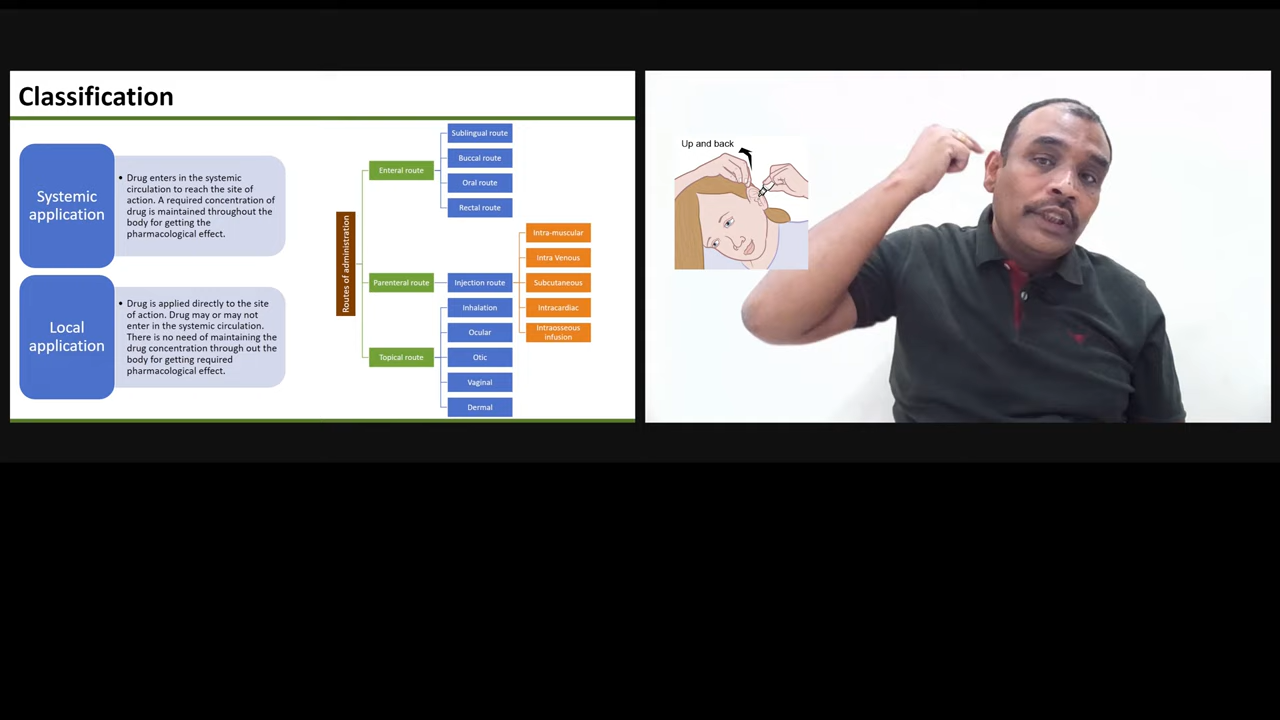 Classification
Systemic
application
• Drug enters in the systemic
circulation to reach the site of
action. A required concentration of
drug is maintained throughout the
body for getting the
pharmacological effect.
Local
application
• Drug is applied directly to the site
of action. Drug may or may not
enter in the systemic circulation.
There is no need of maintaining the
drug concentration through out the
body for getting required
pharmacological effect.
Routes of administration
Enteral route
Sublingual route
Buccal route
Oral route
Rectal route
Parenteral route
Injection route
Intra-muscular
Intra Venous
Subcutaneous
Intracardiac
Intraosseous
infusion
Topical route
Inhalation
Ocular
Otic
Vaginal
Dermal
Up and back